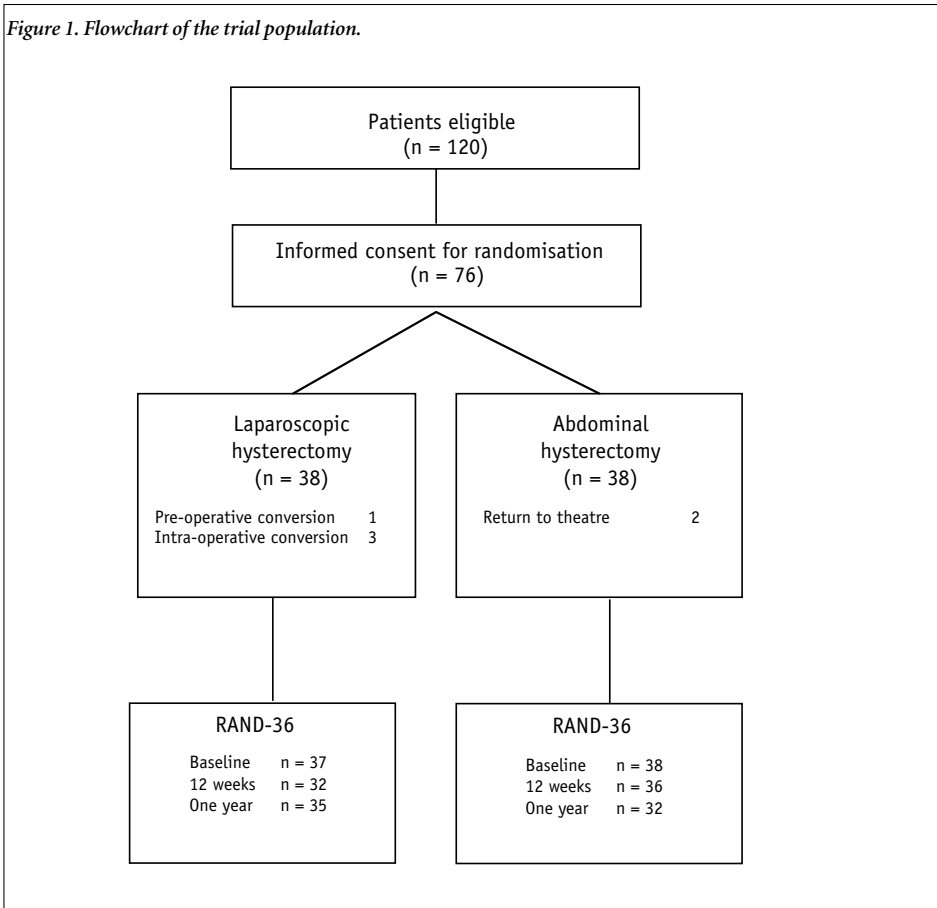 Figure 1. Flowchart of the trial population.
Patients eligible
(n = 120)
Informed consent for randomisation
(n = 76)
Laparoscopic
hysterectomy
(n = 38)
Pre-operative conversion 1
Intra-operative conversion 3
Abdominal
hysterectomy
(n = 38)
Return to theatre 2
RAND-36
Baseline n = 37
12 weeks n = 32
One year n = 35
RAND-36
Baseline n = 38
12 weeks n = 36
One year n = 32